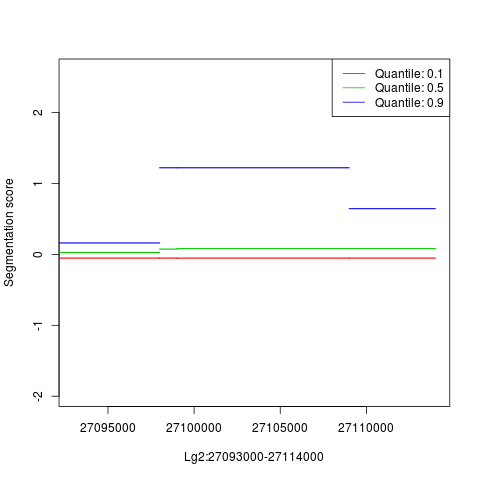 Quantile: 0.1
Quantile: 0.5
Quantile: 0.9
Segmentation score
2
1
0
-1
-2
27095000 27100000 27105000 27110000
Lg2:27093000-27114000